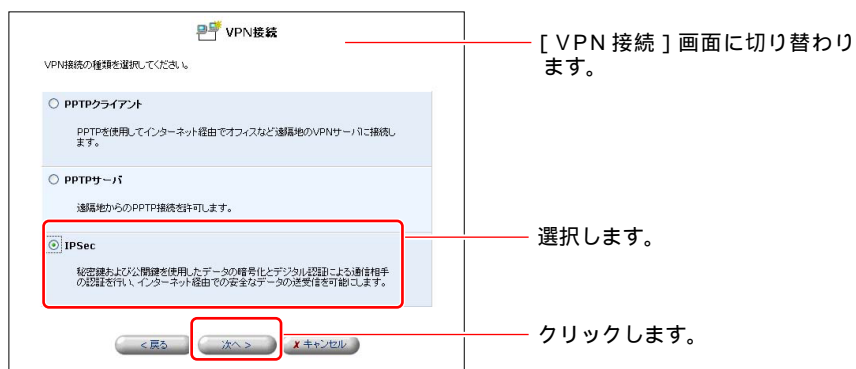 VPN接続
[ VPN 接続 ] 画面に切り替わり
ます。
VPN接続の種類を選択してください。
PPTPクライアント
PPTPを使用してインターネット経由でオフィスなど遠隔地のVPNサーバに接続し
ます。
PPTPサーバ
遠隔地からのPPTP接続を許可します。
IPSec
選択します。
秘密鍵および公開鍵を使用したデータの暗号化とデジタル認証による通信相手
の認証を行い、インターネット経由での安全なデータの送受信を可能にします。
< 戻る
次へ >
キャンセル
クリックします。